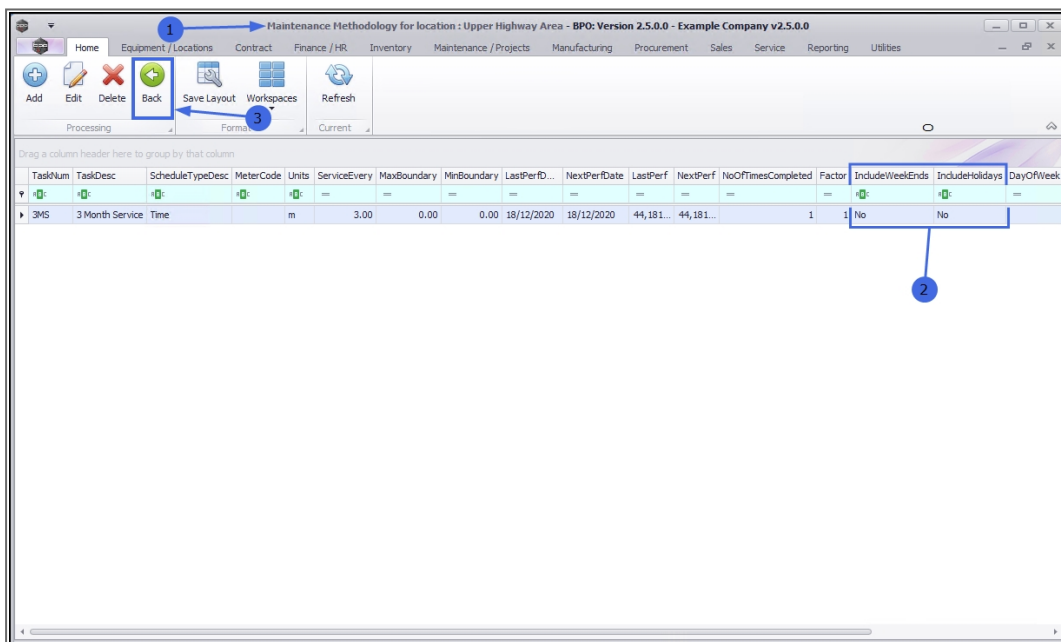 1
Maintenance Methodology for location : Upper Highway Area - BPO: Version 2.5.0.0 - Example Company v2.5.0.0
Home Equipment / Locations Contract Finance / HR Inventory Maintenance / Projects Manufacturing Procurement Sales Service Reporting Utilities
Add Edit Delete Back Save Layout Workspaces Refresh
3
Processing Format Current
Drag a column header here to group by that column
TaskNum TaskDesc ScheduleTypeDesc MeterCode Units ServiceEvery MaxBoundary MinBoundary LastPerfD... NextPerfDate LastPerf NextPerf NoOfTimesCompleted Factor IncludeWeekEnds IncludeHolidays DayOfWeek
3MS 3 Month Service Time m 3.00 0.00 0.00 18/12/2020 18/12/2020 44,181... 44,181... 1 1 No No
2